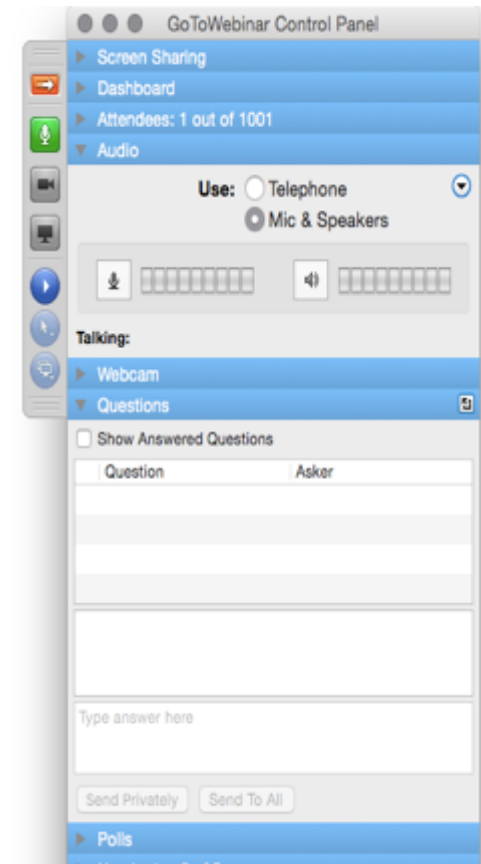 GoToWebinar Control Panel
Screen Sharing
Dashboard
Attendees: 1 out of 1001
Audio
Use: Telephone
Mic & Speakers
Talking:
Webcam
Questions
Show Answered Questions
Question Asker
Type answer here
Send Privately Send To All
Polls